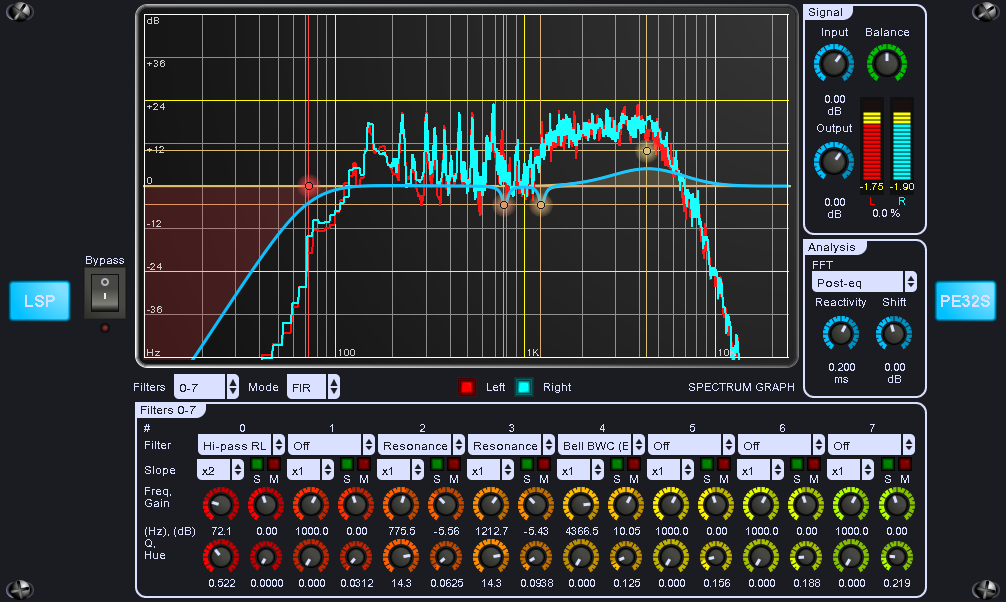 dB
+36
+24
+12
0
-12
-24
-36
Hz
100
1K
10
Signal
Input
Balance
0.00
dB
Output
0.00
dB
-1.75
-1.90
L
R
0.0 %
Bypass
LSP
PE32S
Analysis
FFT
Post-eq
Reactivity
Shift
0.200
ms
0.00
dB
Filters
0-7
Mode
FIR
Left
Right
SPECTRUM GRAPH
Filters 0-7
# 0 1 2 3 4 5 6 7
Filter Hi-pass RL Off Resonance Resonance Bell BWC (E Off Off Off
Slope x2 x1 x1 x1 x1 x1 x1 x1
S M S M S M S M S M S M S M S M
Freq,
Gain
(Hz), (dB) 72.1 0.00 1000.0 0.00 775.5 -5.56 1212.7 -5.43 4366.5 10.05 1000.0 0.00 1000.0 0.00 1000.0 0.00
Q,
Hue
0.522 0.0000 0.000 0.0312 14.3 0.0625 14.3 0.0938 0.000 0.125 0.000 0.156 0.000 0.188 0.000 0.219